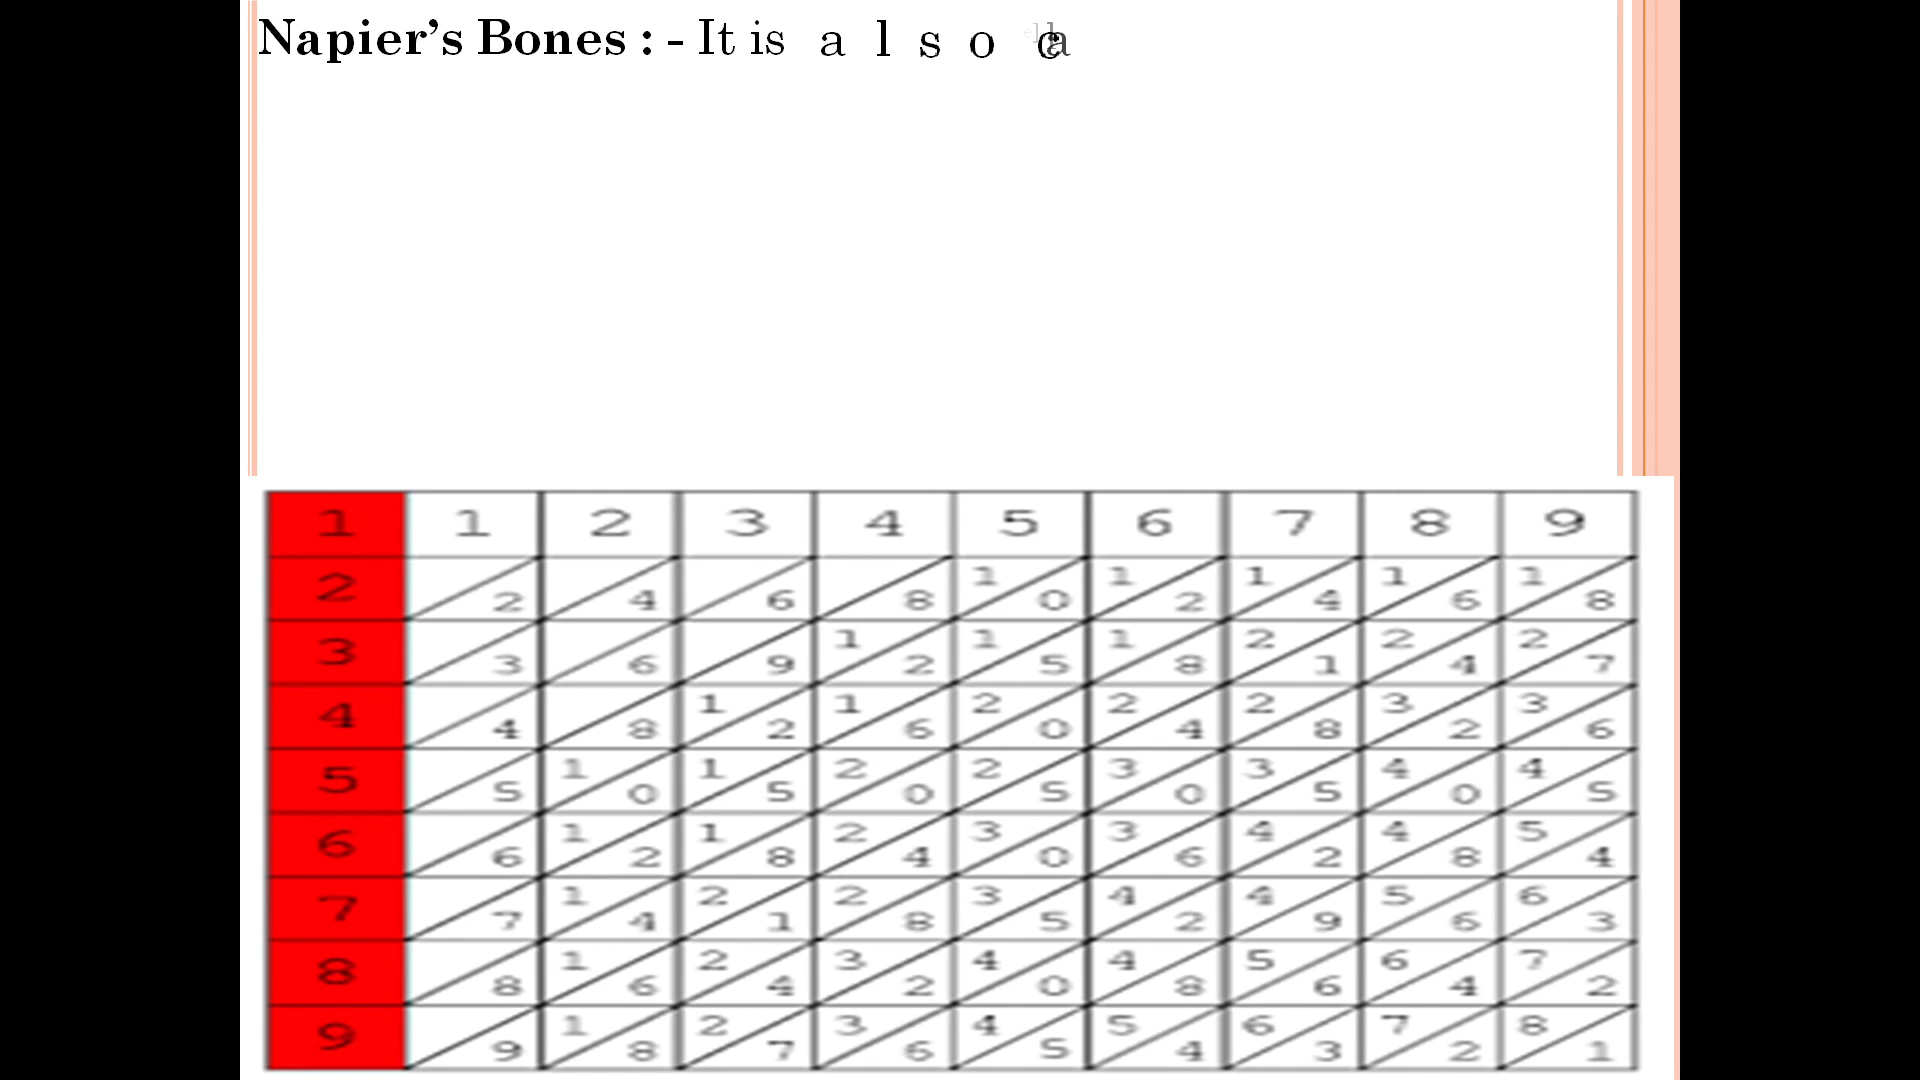 Napier’s Bones : - It is a l s o
1 1 2 3 4 5 6 7 8 9
2 2 4 6 8 1 0 1 2 1 4 1 6 1 8
3 3 6 9 1 2 1 5 1 8 2 1 2 4 2 7
4 4 8 1 2 1 6 2 0 2 4 2 8 3 2 3 6
5 5 1 0 1 5 2 0 2 5 3 0 3 5 4 0 4 5
6 6 1 2 1 8 2 4 3 0 3 6 4 2 4 8 5 4
7 7 1 4 2 1 2 8 3 5 4 2 4 9 5 6 6 3
8 8 1 6 2 4 3 2 4 0 4 8 5 6 6 4 7 2
9 9 1 8 2 7 3 6 4 5 5 4 6 3 7 2 8 1